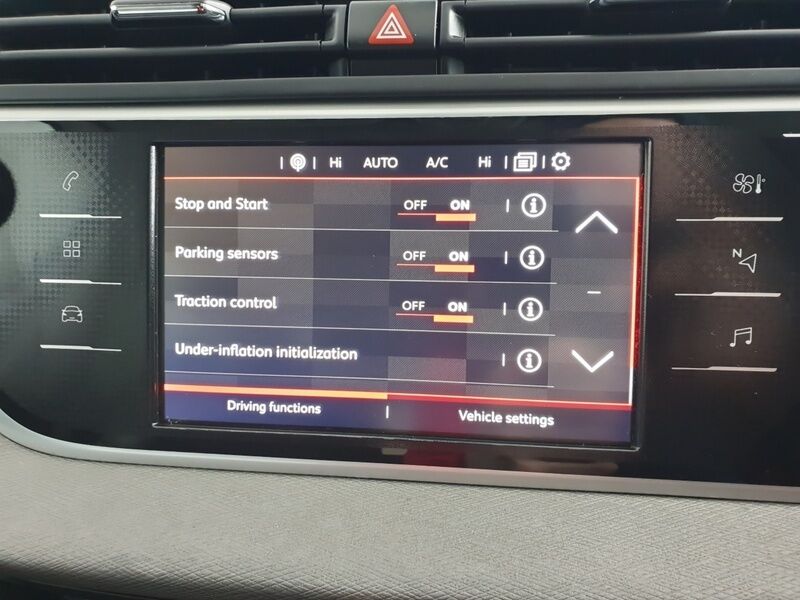 Hi AUTO A/C Hi
Stop and Start OFF ON i
Parking sensors OFF ON i
Traction control OFF ON i
Under-inflation initialization i
Driving functions Vehicle settings
N